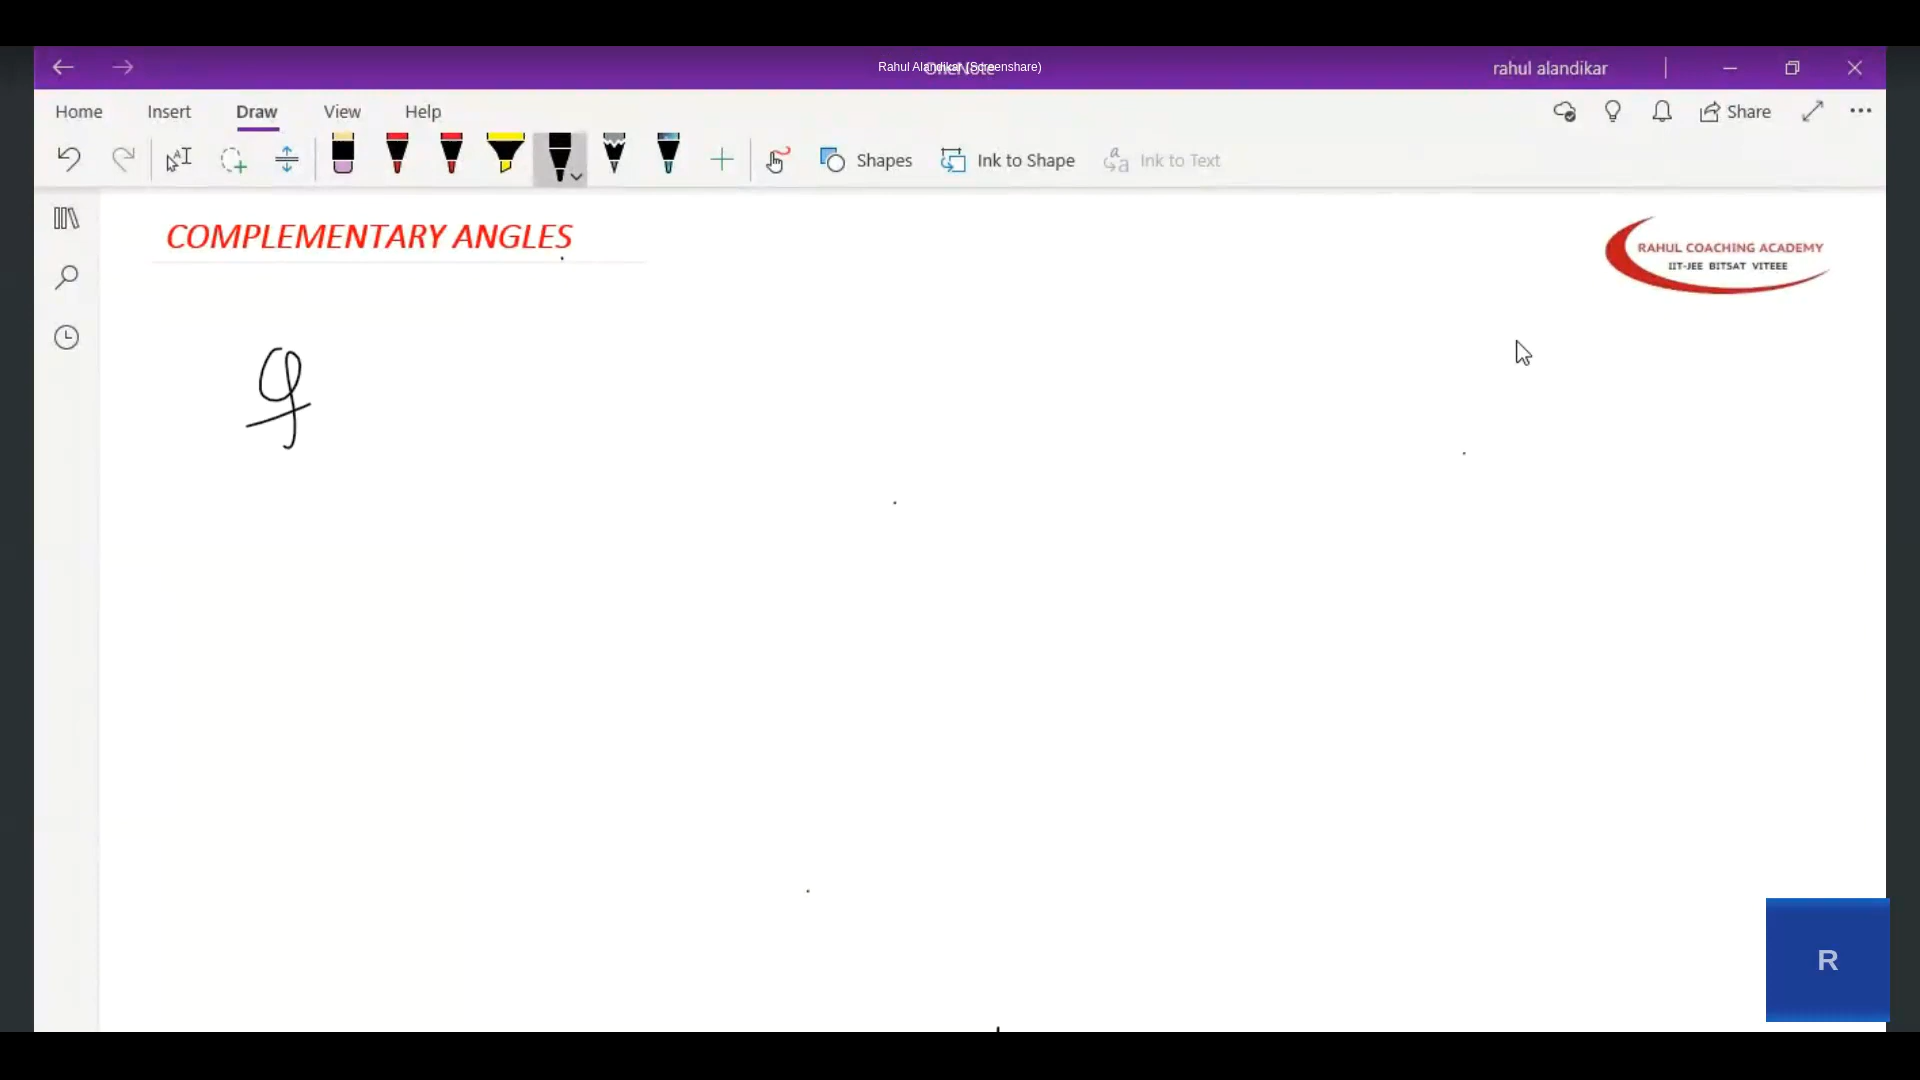 Rahul Alandikar (Screenshare)
rahul alandikar
Home Insert Draw View Help
Share
Shapes Ink to Shape Ink to Text
COMPLEMENTARY ANGLES
RAHUL COACHING ACADEMY
IIT-JEE BITSAT VITEEE
R